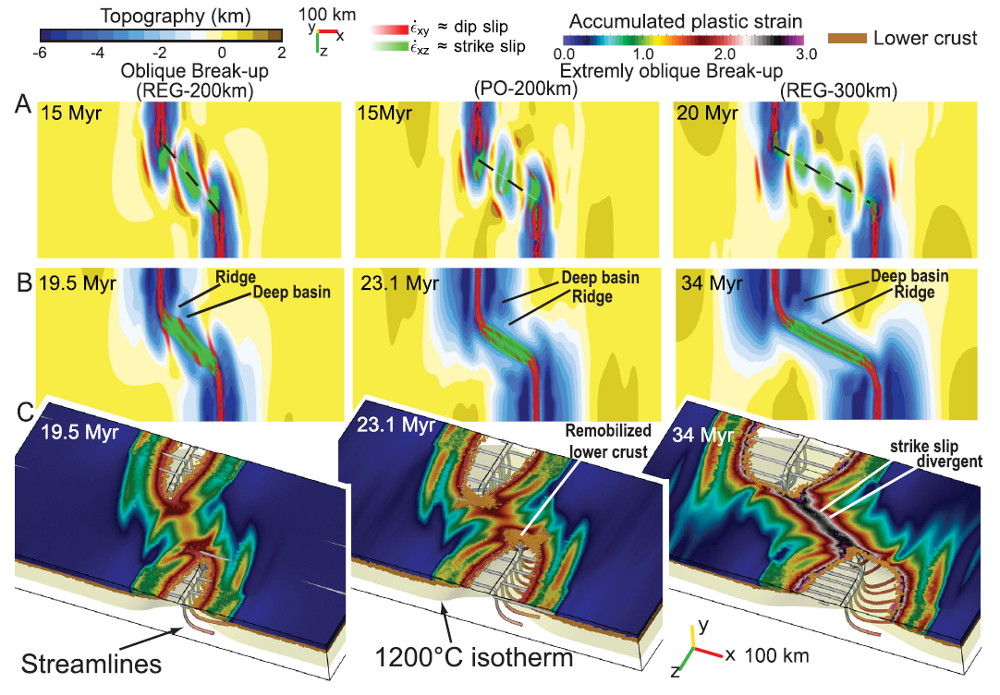 Topography (km)
-6 -4 -2 0 2
100 km
y
x
z
ε̇xy ≈ dip slip
ε̇xz ≈ strike slip
Accumulated plastic strain
0.0 1.0 2.0 3.0
Lower crust
Oblique Break-up
(REG-200km)
(PO-200km)
Extremly oblique Break-up
(REG-300km)
A
15 Myr
15Myr
20 Myr
B
19.5 Myr
Ridge
Deep basin
23.1 Myr
Deep basin
Ridge
34 Myr
Deep basin
Ridge
C
19.5 Myr
23.1 Myr
Remobilized
lower crust
34 Myr
strike slip
divergent
Streamlines
1200°C isotherm
y
x 100 km
z